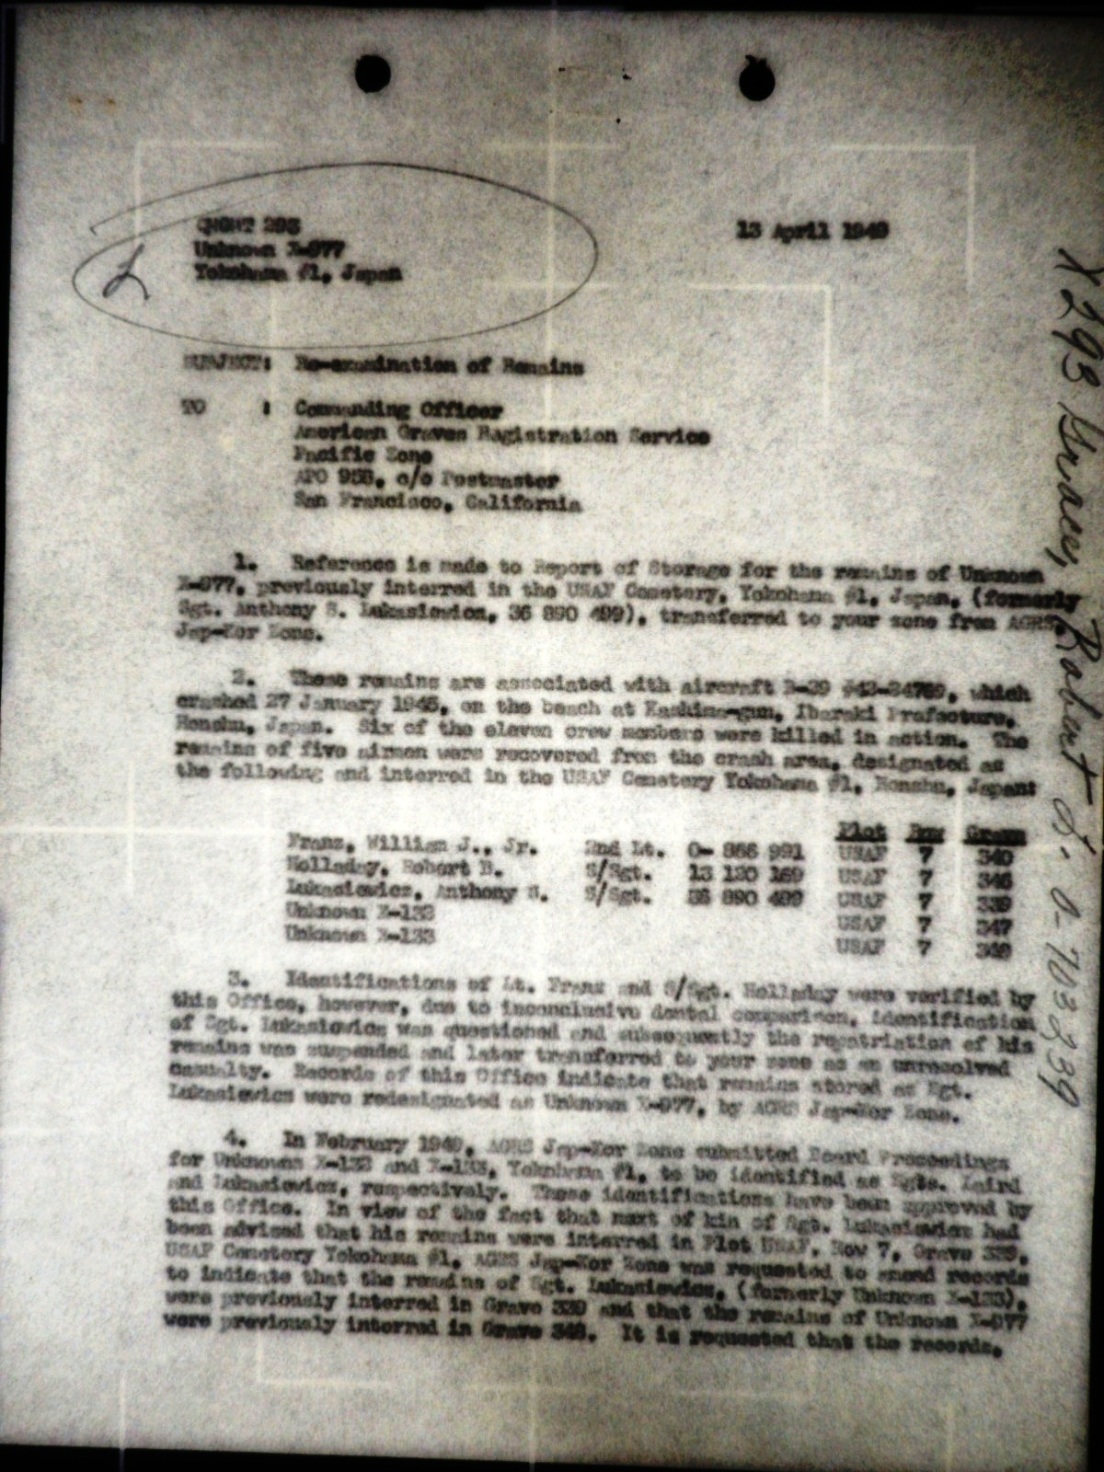 QMGMT 293
Unknown X-977
Yokohama #1, Japan
13 April 1949
SUBJECT: Re-examination of Remains
TO : Commanding Officer
American Graves Registration Service
Pacific Zone
APO 958, c/o Postmaster
San Francisco, California
1. Reference is made to Report of Storage for the remains of Unknown
X-977, previously interred in the USAF Cemetery, Yokohama #1, Japan, (formerly
Sgt. Anthony S. Lukasiewicz, 36 890 499), transferred to your zone from AGRS
Jap-Kor Zone.
2. These remains are associated with aircraft B-29 #42-24769, which
crashed 27 January 1945, on the beach at Kashima-gun, Ibaraki Prefecture,
Honshu, Japan. Six of the eleven crew members were killed in action. The
remains of five airmen were recovered from the crash area, designated as
the following and interred in the USAF Cemetery Yokohama #1, Honshu, Japan:
Plot Row Grave
Franz, William J., Jr. 2nd Lt. O- 866 991 USAF 7 340
Holladay, Robert B. S/Sgt. 13 120 169 USAF 7 346
Lukasiewicz, Anthony S. S/Sgt. 36 890 499 USAF 7 339
Unknown X-132 USAF 7 347
Unknown X-133 USAF 7 348
3. Identifications of Lt. Franz and S/Sgt. Holladay were verified by
this Office, however, due to inconclusive dental comparison, identification
of Sgt. Lukasiewicz was questioned and subsequently the repatriation of his
remains was suspended and later transferred to your zone as an unresolved
casualty. Records of this Office indicate that remains stored as Sgt.
Lukasiewicz were redesignated as Unknown X-977, by AGRS Jap-Kor Zone.
4. In February 1949, AGRS Jap-Kor Zone submitted Board Proceedings
for Unknowns X-132 and X-133, Yokohama #1, to be identified as Sgts. Laird
and Lukasiewicz, respectively. These identifications have been approved by
this Office. In view of the fact that next of kin of Sgt. Lukasiewicz had
been advised that his remains were interred in Plot USAF, Row 7, Grave 339,
USAF Cemetery Yokohama #1, AGRS Jap-Kor Zone was requested to amend records
to indicate that the remains of Sgt. Lukasiewicz, (formerly Unknown X-133),
were previously interred in Grave 339 and that the remains of Unknown X-977
were previously interred in Grave 348. It is requested that the records,
X 293 Robert S. O-703239